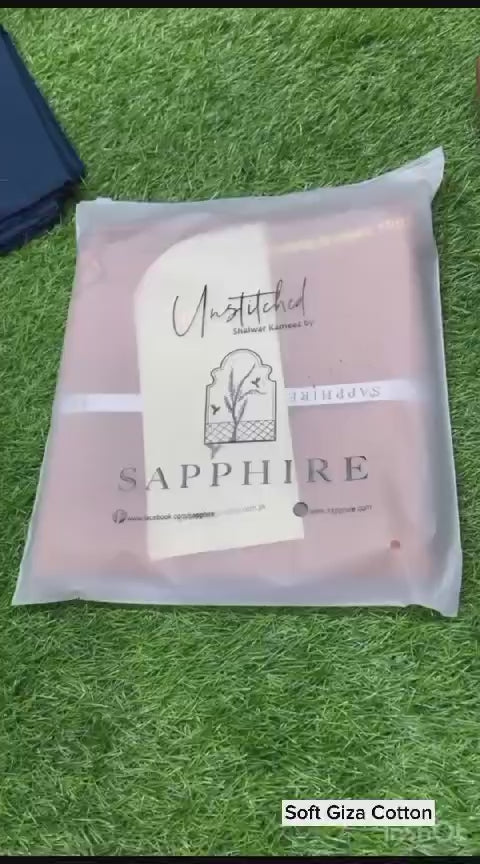 Unstitched
Shalwar Kameez by
SAPPHIRE
SAPPHIRE
Soft Giza Cotton